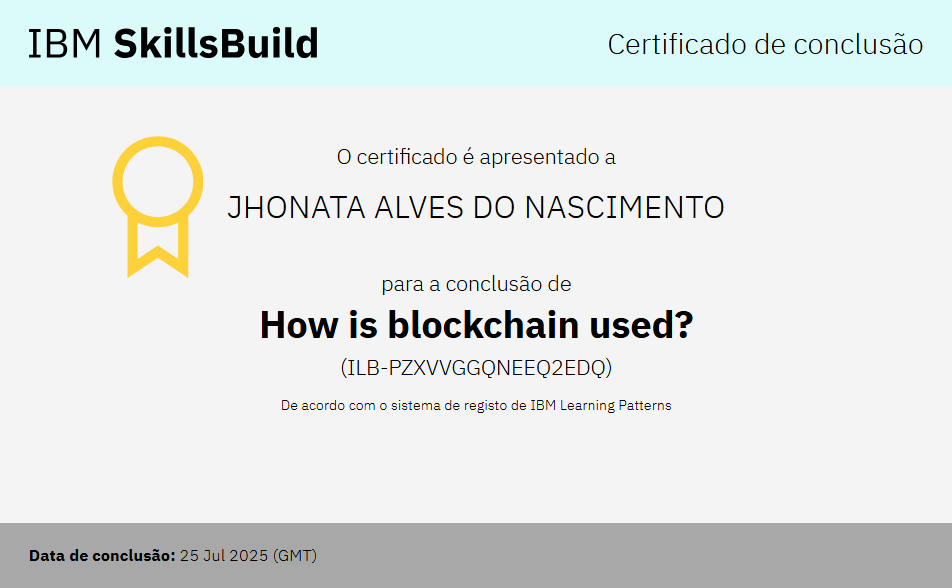 IBM SkillsBuild
Certificado de conclusão
O certificado é apresentado a
JHONATA ALVES DO NASCIMENTO
para a conclusão de
How is blockchain used?
(ILB-PZXVVGGQNEEQ2EDQ)
De acordo com o sistema de registo de IBM Learning Patterns
Data de conclusão: 25 Jul 2025 (GMT)